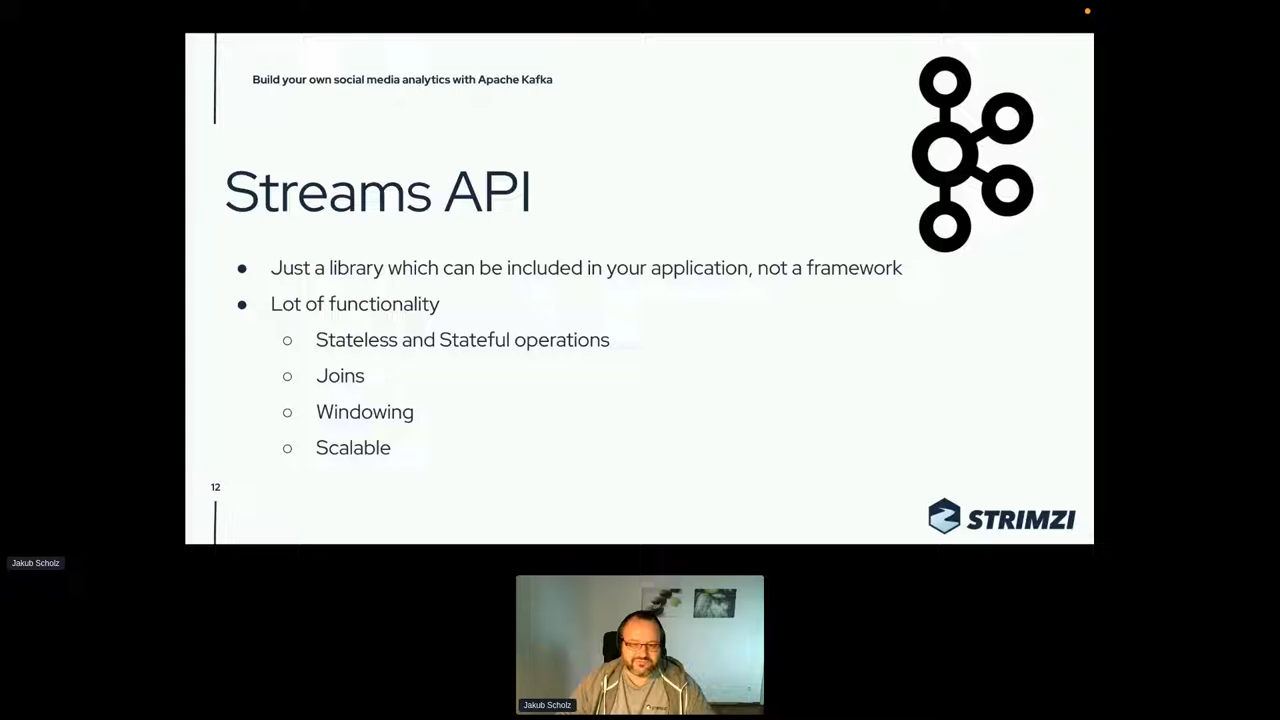 Build your own social media analytics with Apache Kafka
Streams API
● Just a library which can be included in your application, not a framework
● Lot of functionality
○ Stateless and Stateful operations
○ Joins
○ Windowing
○ Scalable
12
STRIMZI
Jakub Scholz
Jakub Scholz